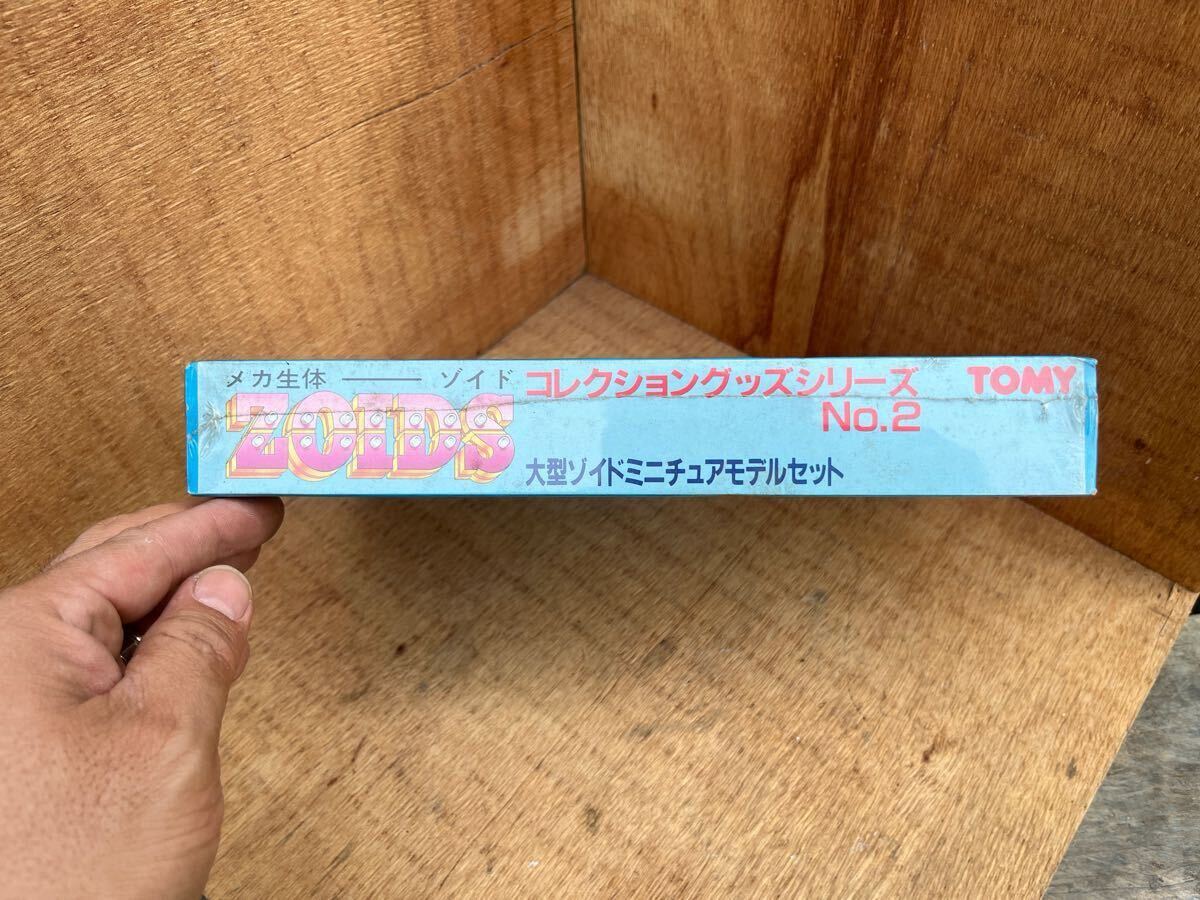 メカ生体 ── ゾイド
ZOIDS
コレクショングッズシリーズ
No.2
大型ゾイドミニチュアモデルセット
TOMY